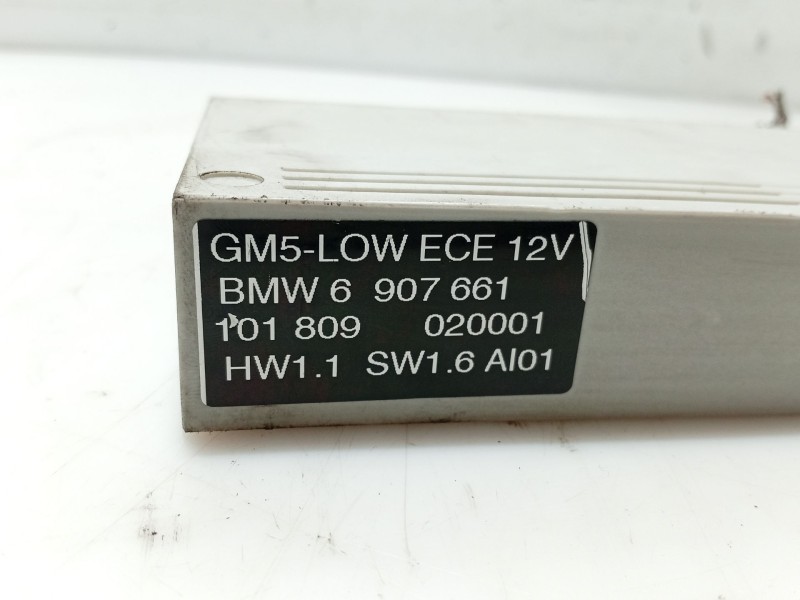 GM5-LOW ECE 12V
BMW 6 907 661
101 809 020001
HW1.1 SW1.6 AI01